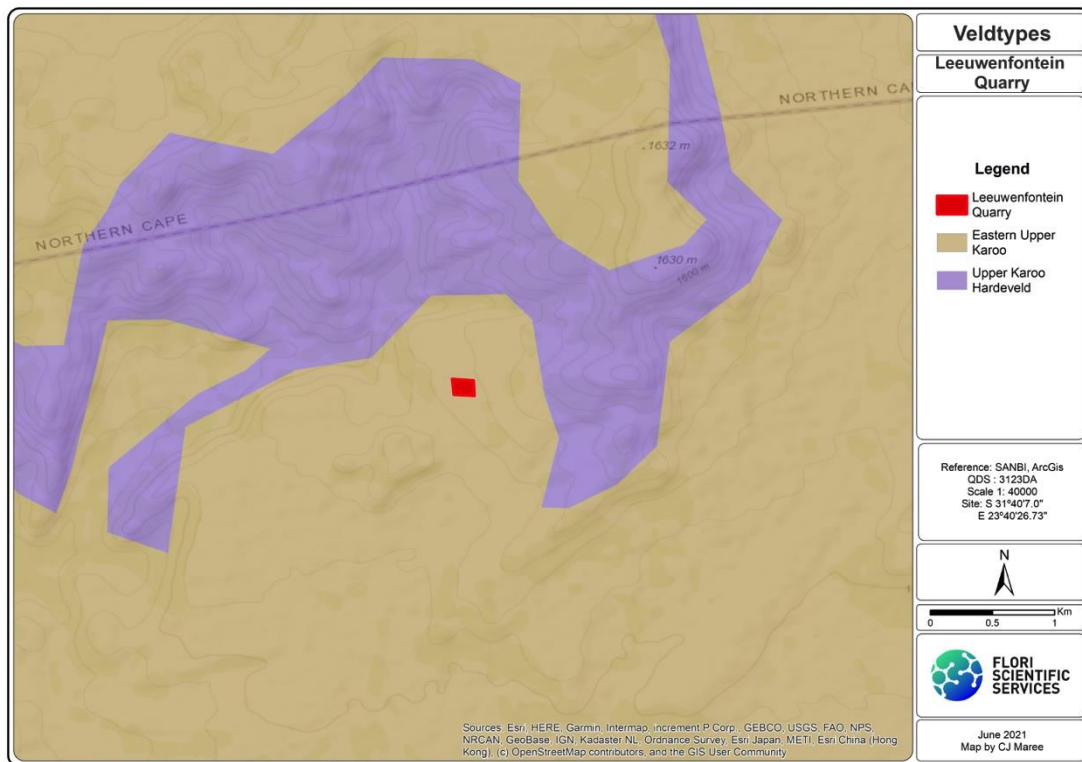 Veldtypes
Leeuwenfontein
Quarry
NORTHERN CA
1632 m
NORTHERN CAPE
1630 m
1600 m
Legend
Leeuwenfontein
Quarry
Eastern Upper
Karoo
Upper Karoo
Hardeveld
Reference: SANBI, ArcGis
QDS : 3123DA
Scale 1: 40000
Site: S 31º40'7.0"
E 23º40'26.73"
N
Km
0 0.5 1
FLORI
SCIENTIFIC
SERVICES
June 2021
Map by CJ Maree
Sources: Esri, HERE, Garmin, Intermap, increment P Corp., GEBCO, USGS, FAO, NPS,
NRCAN, GeoBase, IGN, Kadaster NL, Ordnance Survey, Esri Japan, METI, Esri China (Hong
Kong), (c) OpenStreetMap contributors, and the GIS User Community